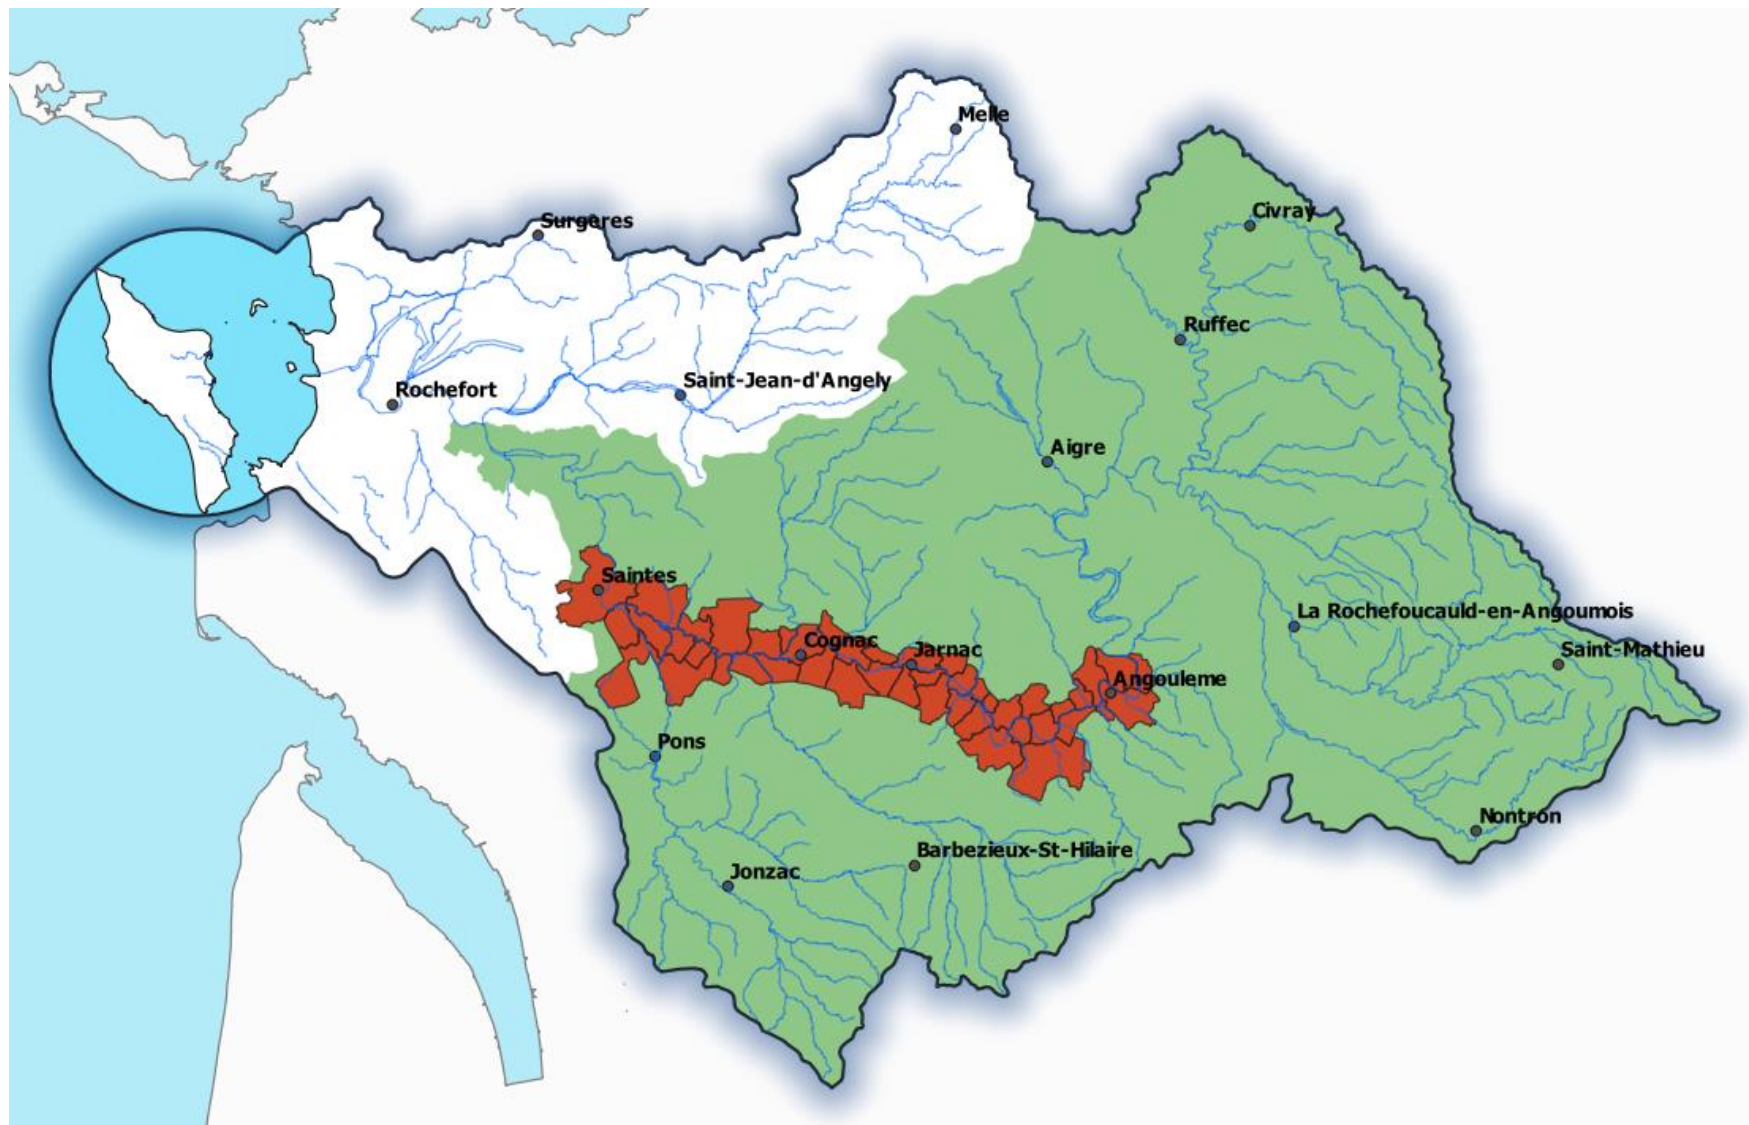 Melle
Civray
Surgeres
Ruffec
Saint-Jean-d'Angely
Rochefort
Aigre
Saintes
La Rochefoucauld-en-Angoumois
Cognac
Jarnac
Saint-Mathieu
Angouleme
Pons
Nontron
Barbezieux-St-Hilaire
Jonzac